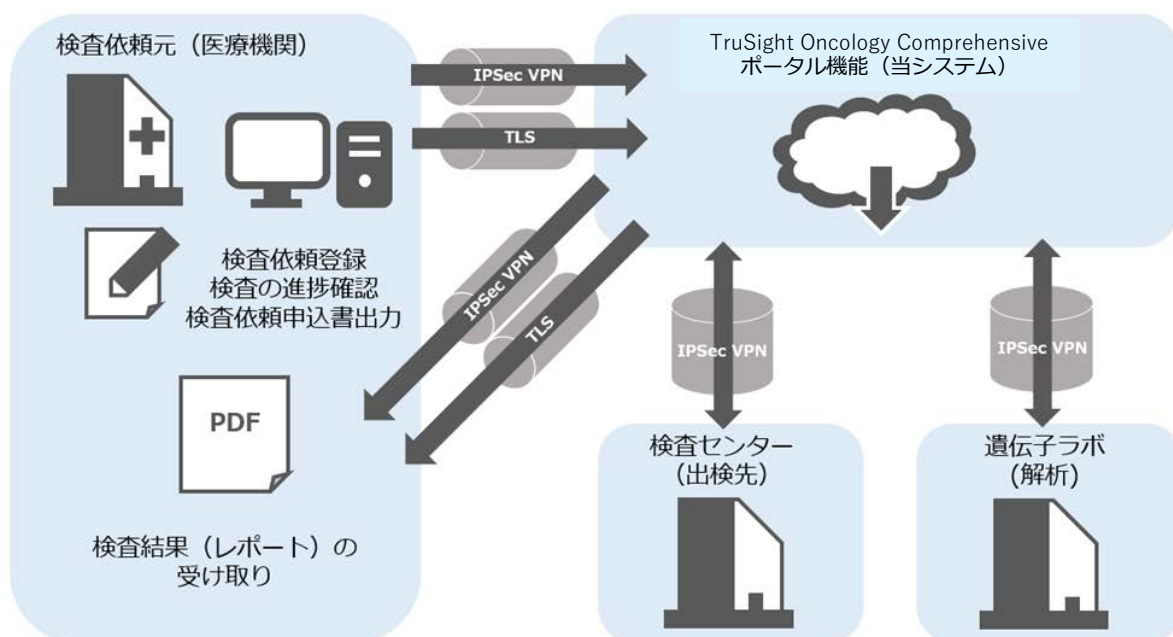 検査依頼元（医療機関）
IPSec VPN
TLS
TruSight Oncology Comprehensive
ポータル機能（当システム）
検査依頼登録
検査の進捗確認
検査依頼申込書出力
IPSec VPN
TLS
IPSec VPN
IPSec VPN
PDF
検査結果（レポート）の
受け取り
検査センター
（出検先）
遺伝子ラボ
(解析)